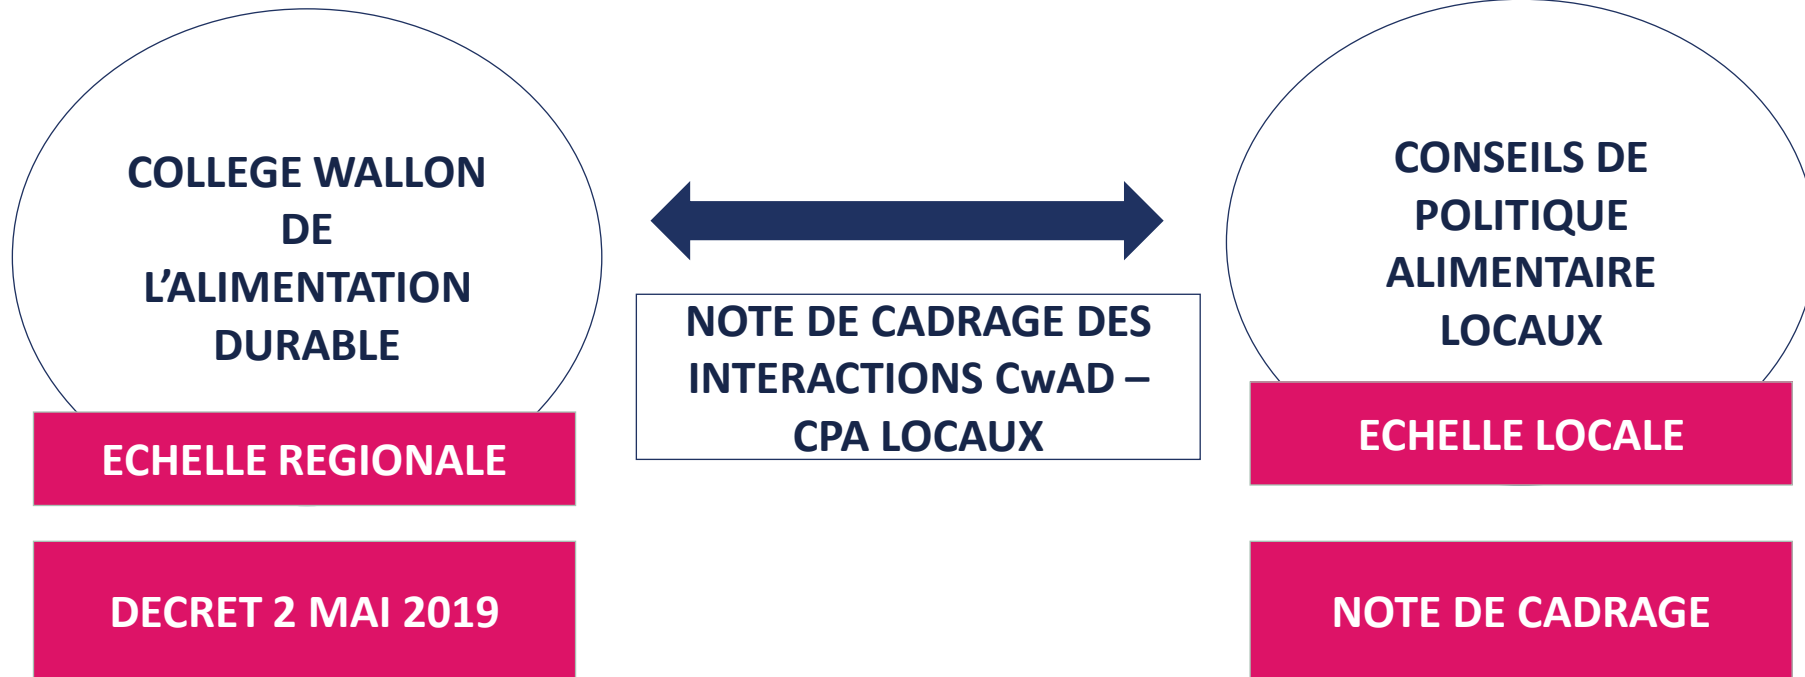 COLLEGE WALLON
DE
L’ALIMENTATION
DURABLE
ECHELLE REGIONALE
DECRET 2 MAI 2019
NOTE DE CADRAGE DES
INTERACTIONS CwAD –
CPA LOCAUX
CONSEILS DE
POLITIQUE
ALIMENTAIRE
LOCAUX
ECHELLE LOCALE
NOTE DE CADRAGE